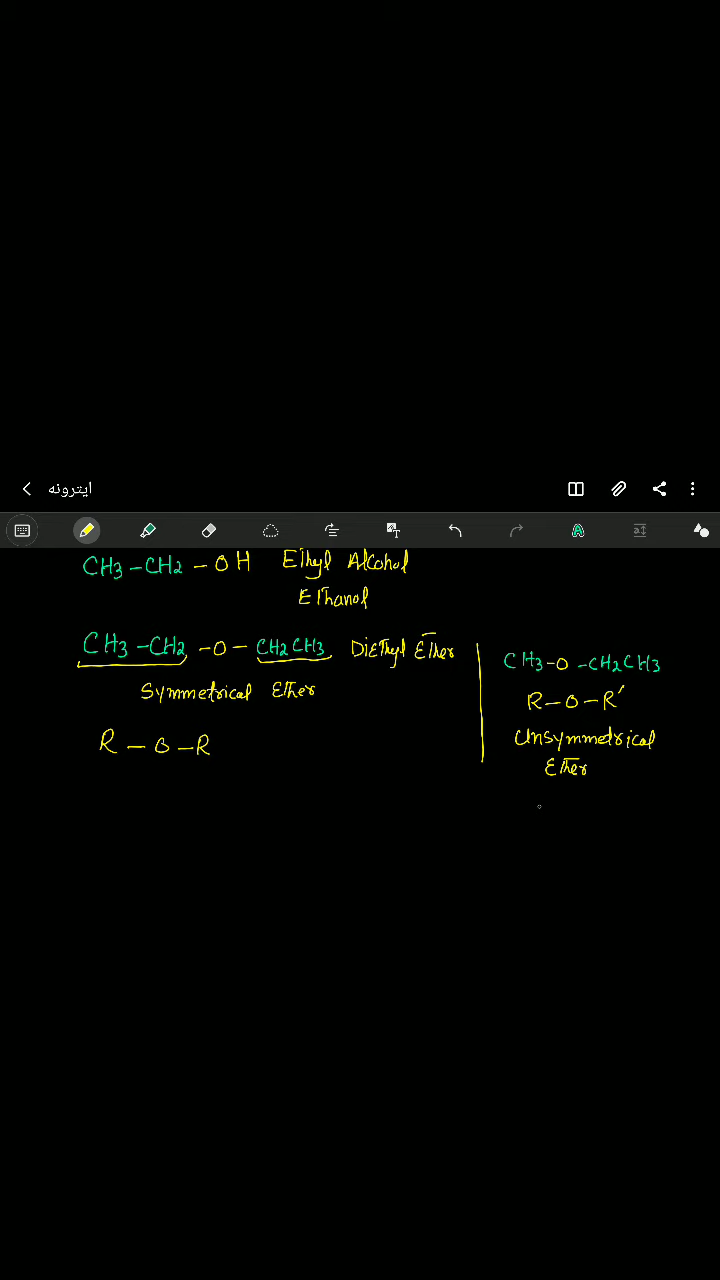 ایترونه
CH3-CH2-OH Ethyl Alcohol
Ethanol
CH3-CH2-O-CH2CH3 Diethyl Ether
Symmetrical Ether
R-O-R
CH3-O-CH2CH3
R-O-R'
Unsymmetrical
Ether